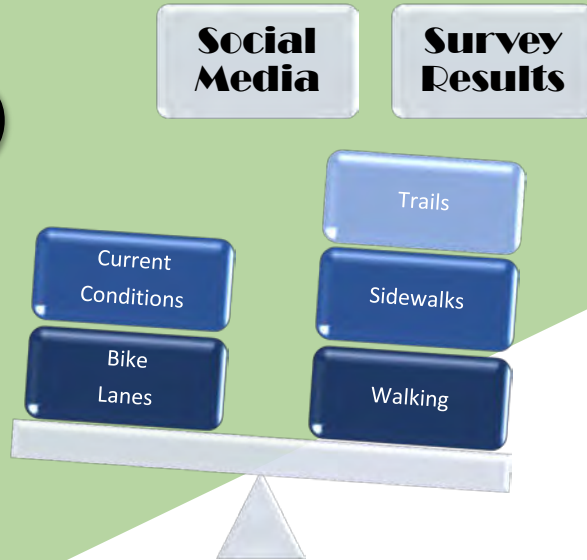 Social
Media
Survey
Results
Trails
Current
Conditions
Sidewalks
Bike
Lanes
Walking